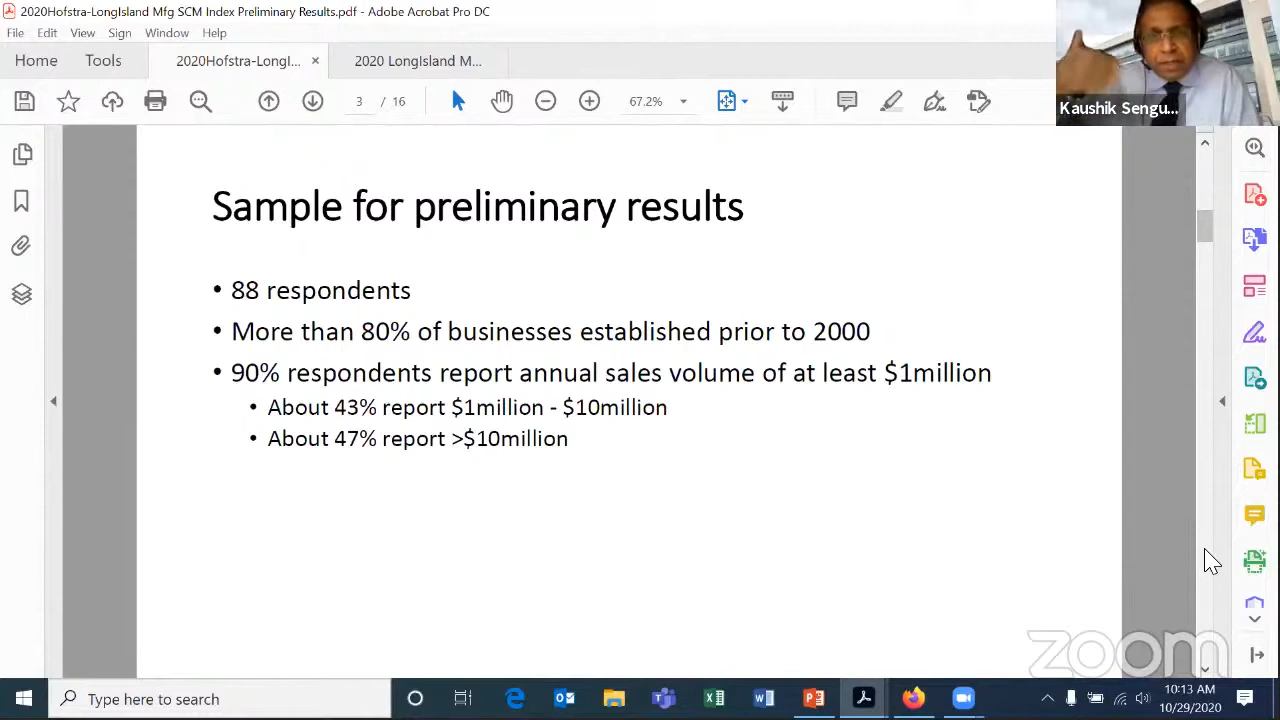 2020Hofstra-LongIsland Mfg SCM Index Preliminary Results.pdf - Adobe Acrobat Pro DC
File Edit View Sign Window Help
Home Tools 2020Hofstra-LongI... × 2020 LongIsland M...
3 / 16 67.2%
Kaushik Sengu...
Sample for preliminary results
• 88 respondents
• More than 80% of businesses established prior to 2000
• 90% respondents report annual sales volume of at least $1million
• About 43% report $1million - $10million
• About 47% report >$10million
zoom
Type here to search
10:13 AM
10/29/2020